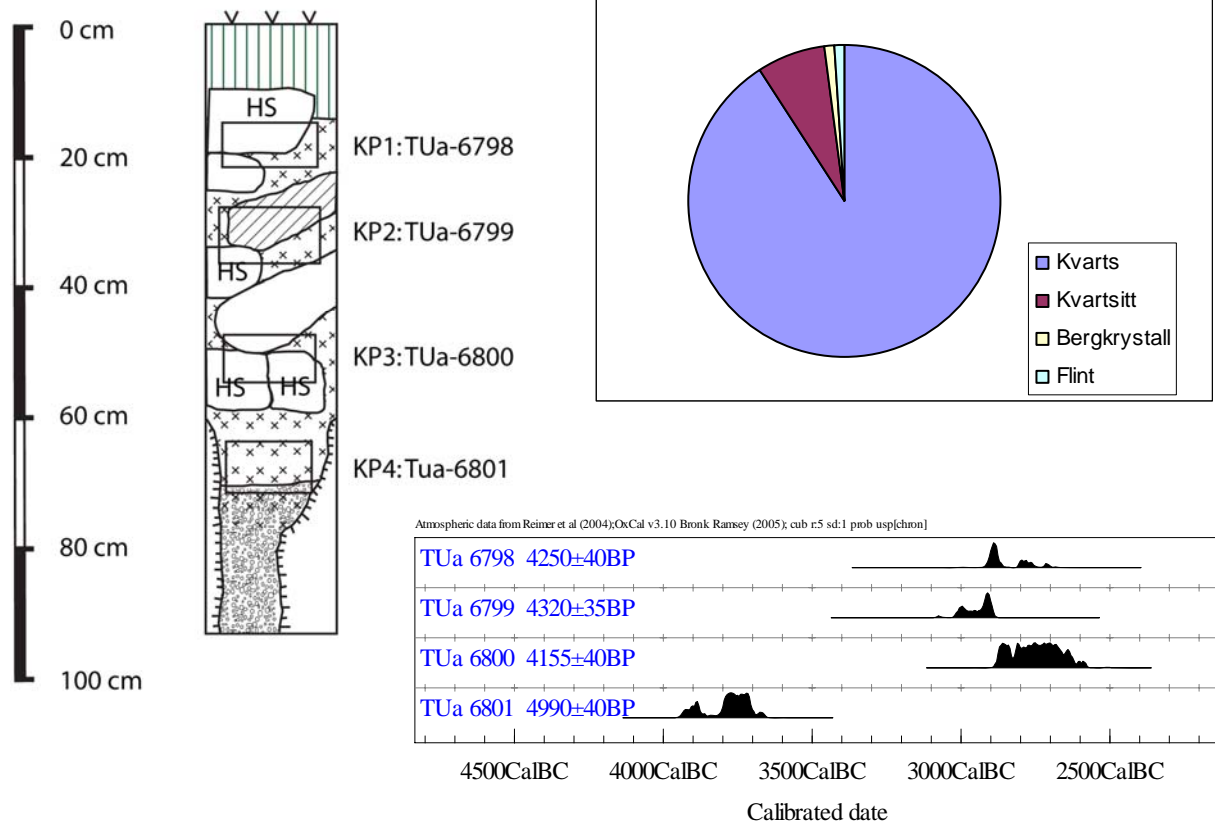 0 cm
20 cm
40 cm
60 cm
80 cm
100 cm
HS
HS
HS
HS
KP1:TUa-6798
KP2:TUa-6799
KP3:TUa-6800
KP4:Tua-6801
Kvarts
Kvartsitt
Bergkrystall
Flint
Atmospheric data from Reimer et al (2004);OxCal v3.10 Bronk Ramsey (2005); cub r:5 sd:1 prob usp[chron]
TUa 6798 4250±40BP
TUa 6799 4320±35BP
TUa 6800 4155±40BP
TUa 6801 4990±40BP
4500CalBC 4000CalBC 3500CalBC 3000CalBC 2500CalBC
Calibrated date